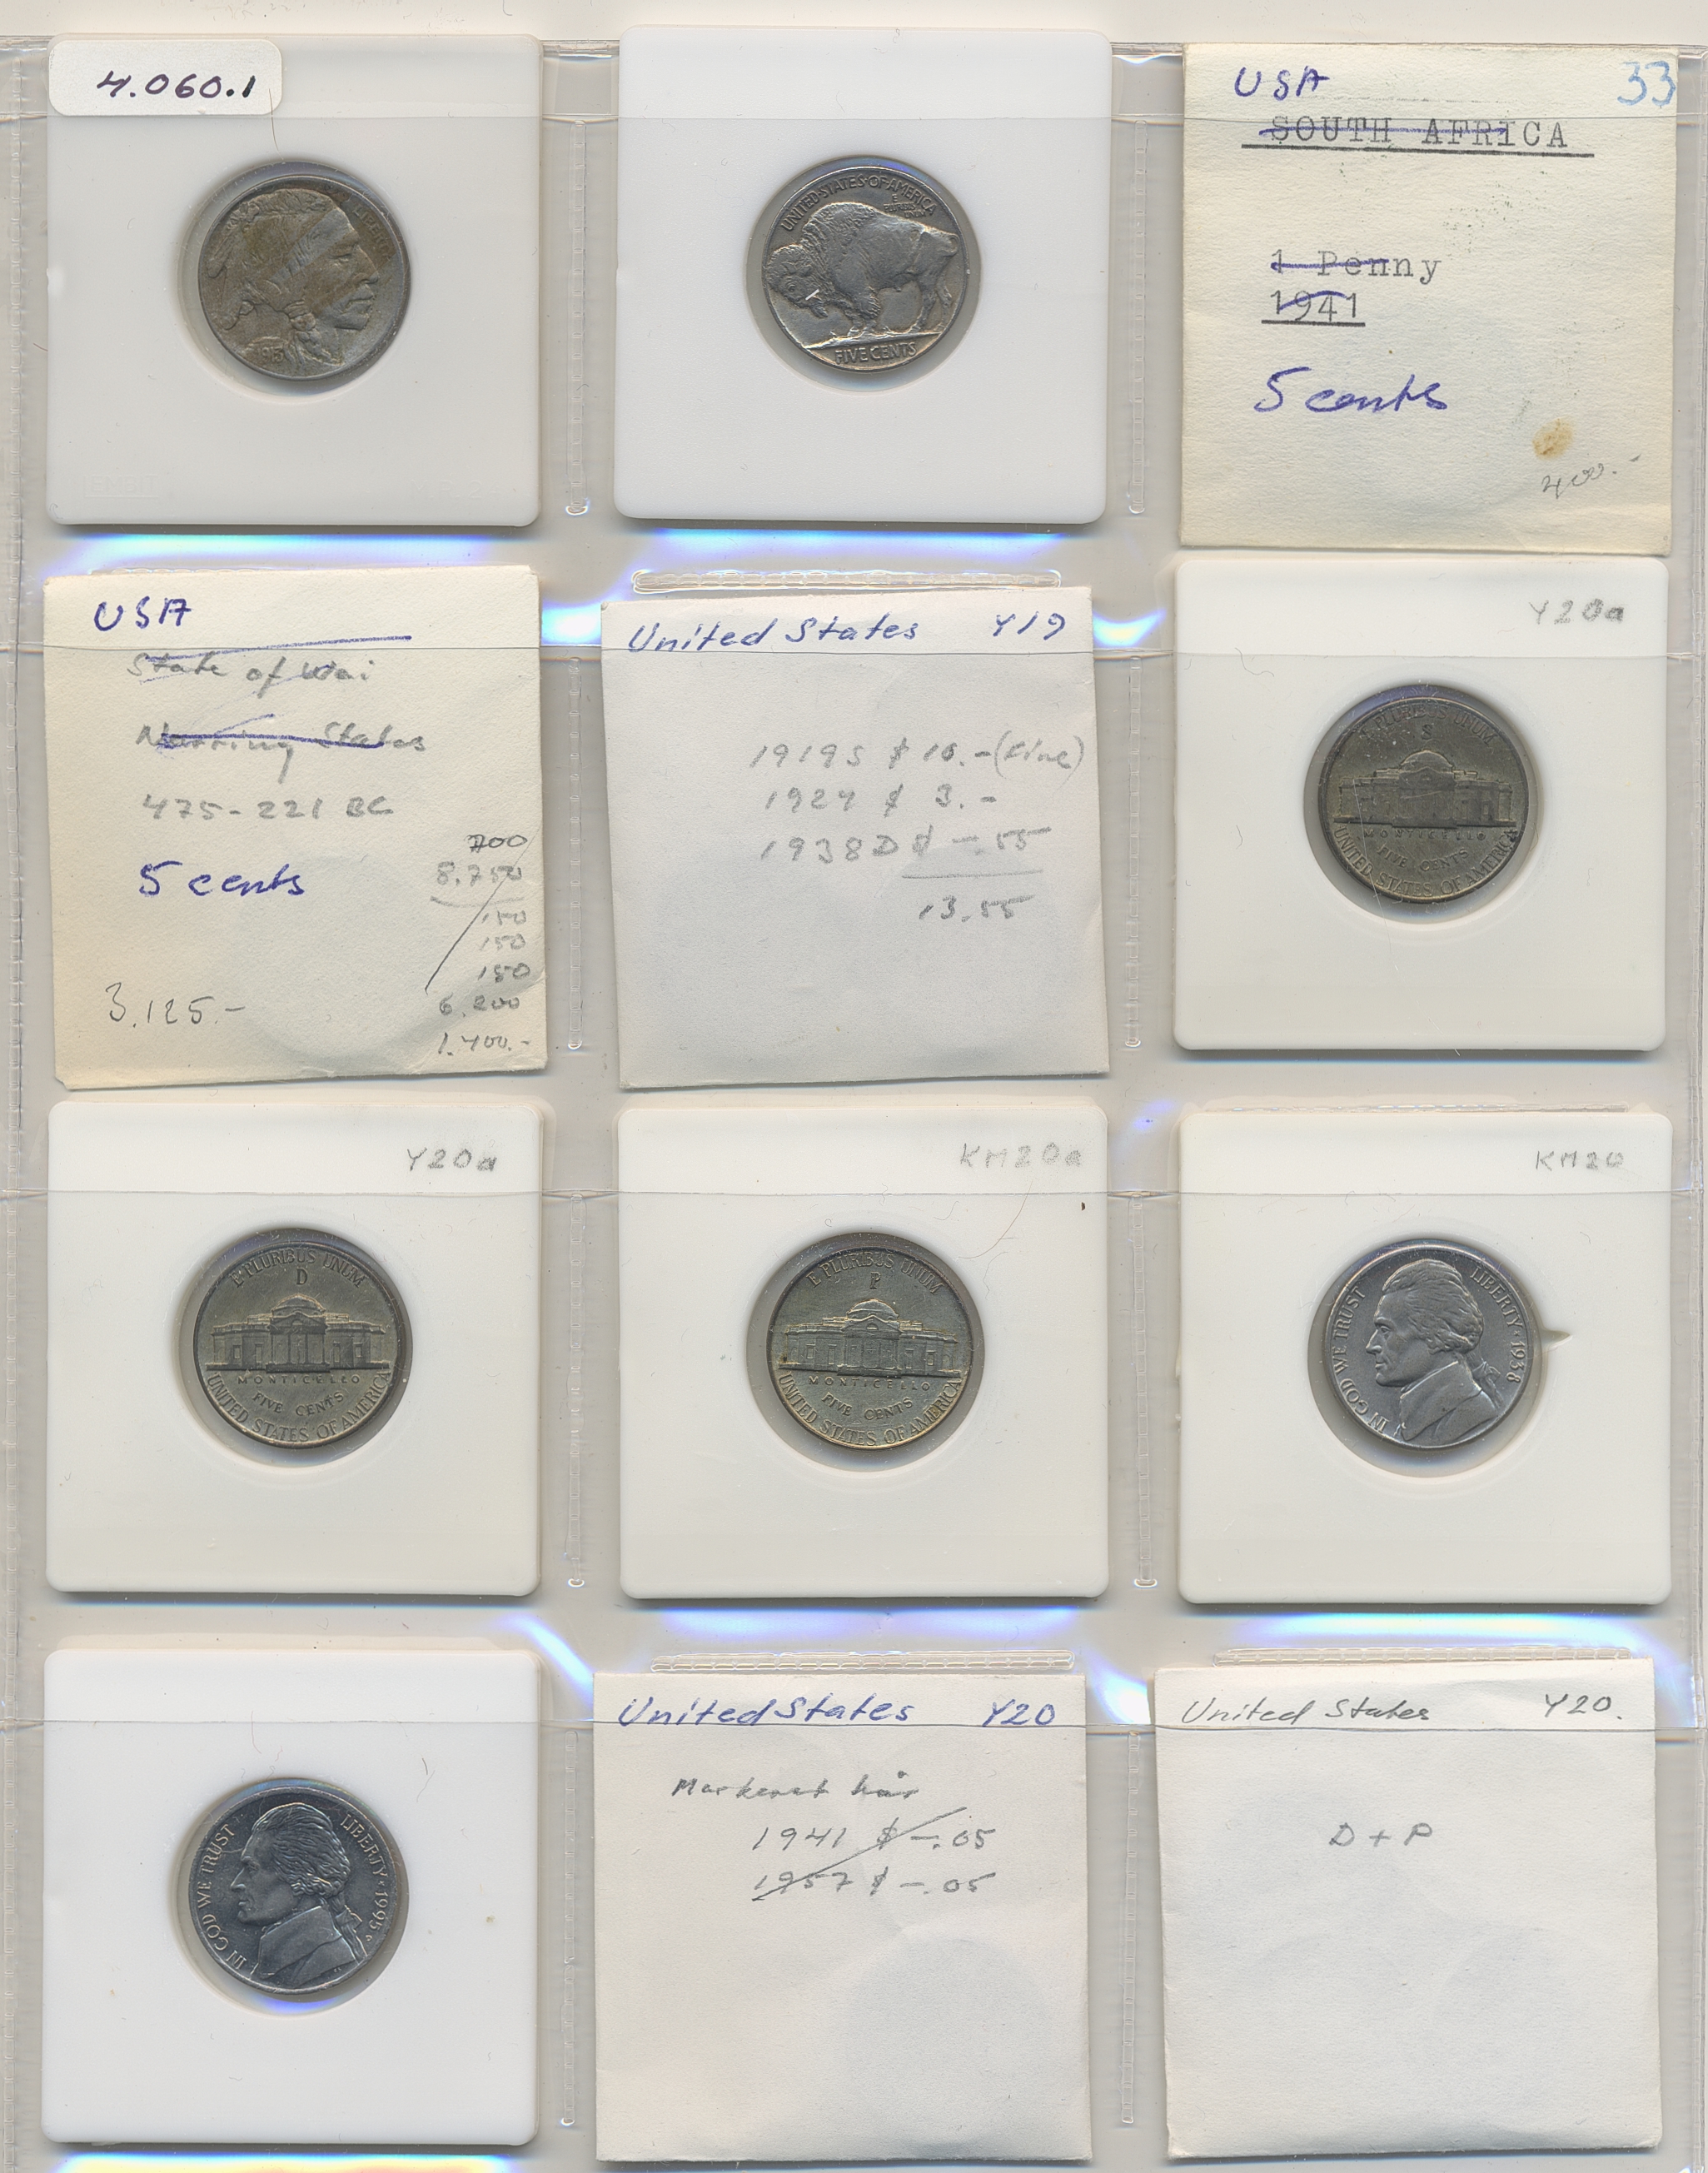 4.060.1
LIBERTY
1913
UNITED·STATES·OF·AMERICA
E
PLURIBUS
UNUM
FIVE CENTS
USA
33
SOUTH AFRICA
1 Penny
1941
5 cents
400.-
USA
State of Wei
Warring States
475-221 BC
5 cents
700
8.750
150
150
150
6.200
1.400.-
3.125.-
United States Y19
1919S $ 10.-(Fine)
1924 $ 3.-
1938D $ -.55
13.55
Y20a
E PLURIBUS UNUM
S
MONTICELLO
FIVE CENTS
UNITED STATES OF AMERICA
Y20a
E PLURIBUS UNUM
D
MONTICELLO
FIVE CENTS
UNITED STATES OF AMERICA
KM20a
E PLURIBUS UNUM
P
MONTICELLO
FIVE CENTS
UNITED STATES OF AMERICA
KM20
IN GOD WE TRUST
LIBERTY · 1938
IN GOD WE TRUST
LIBERTY · 1995
P
United States Y20
Markeret hår
1941 $ -.05
1957 $ -.05
United States Y20.
D + P